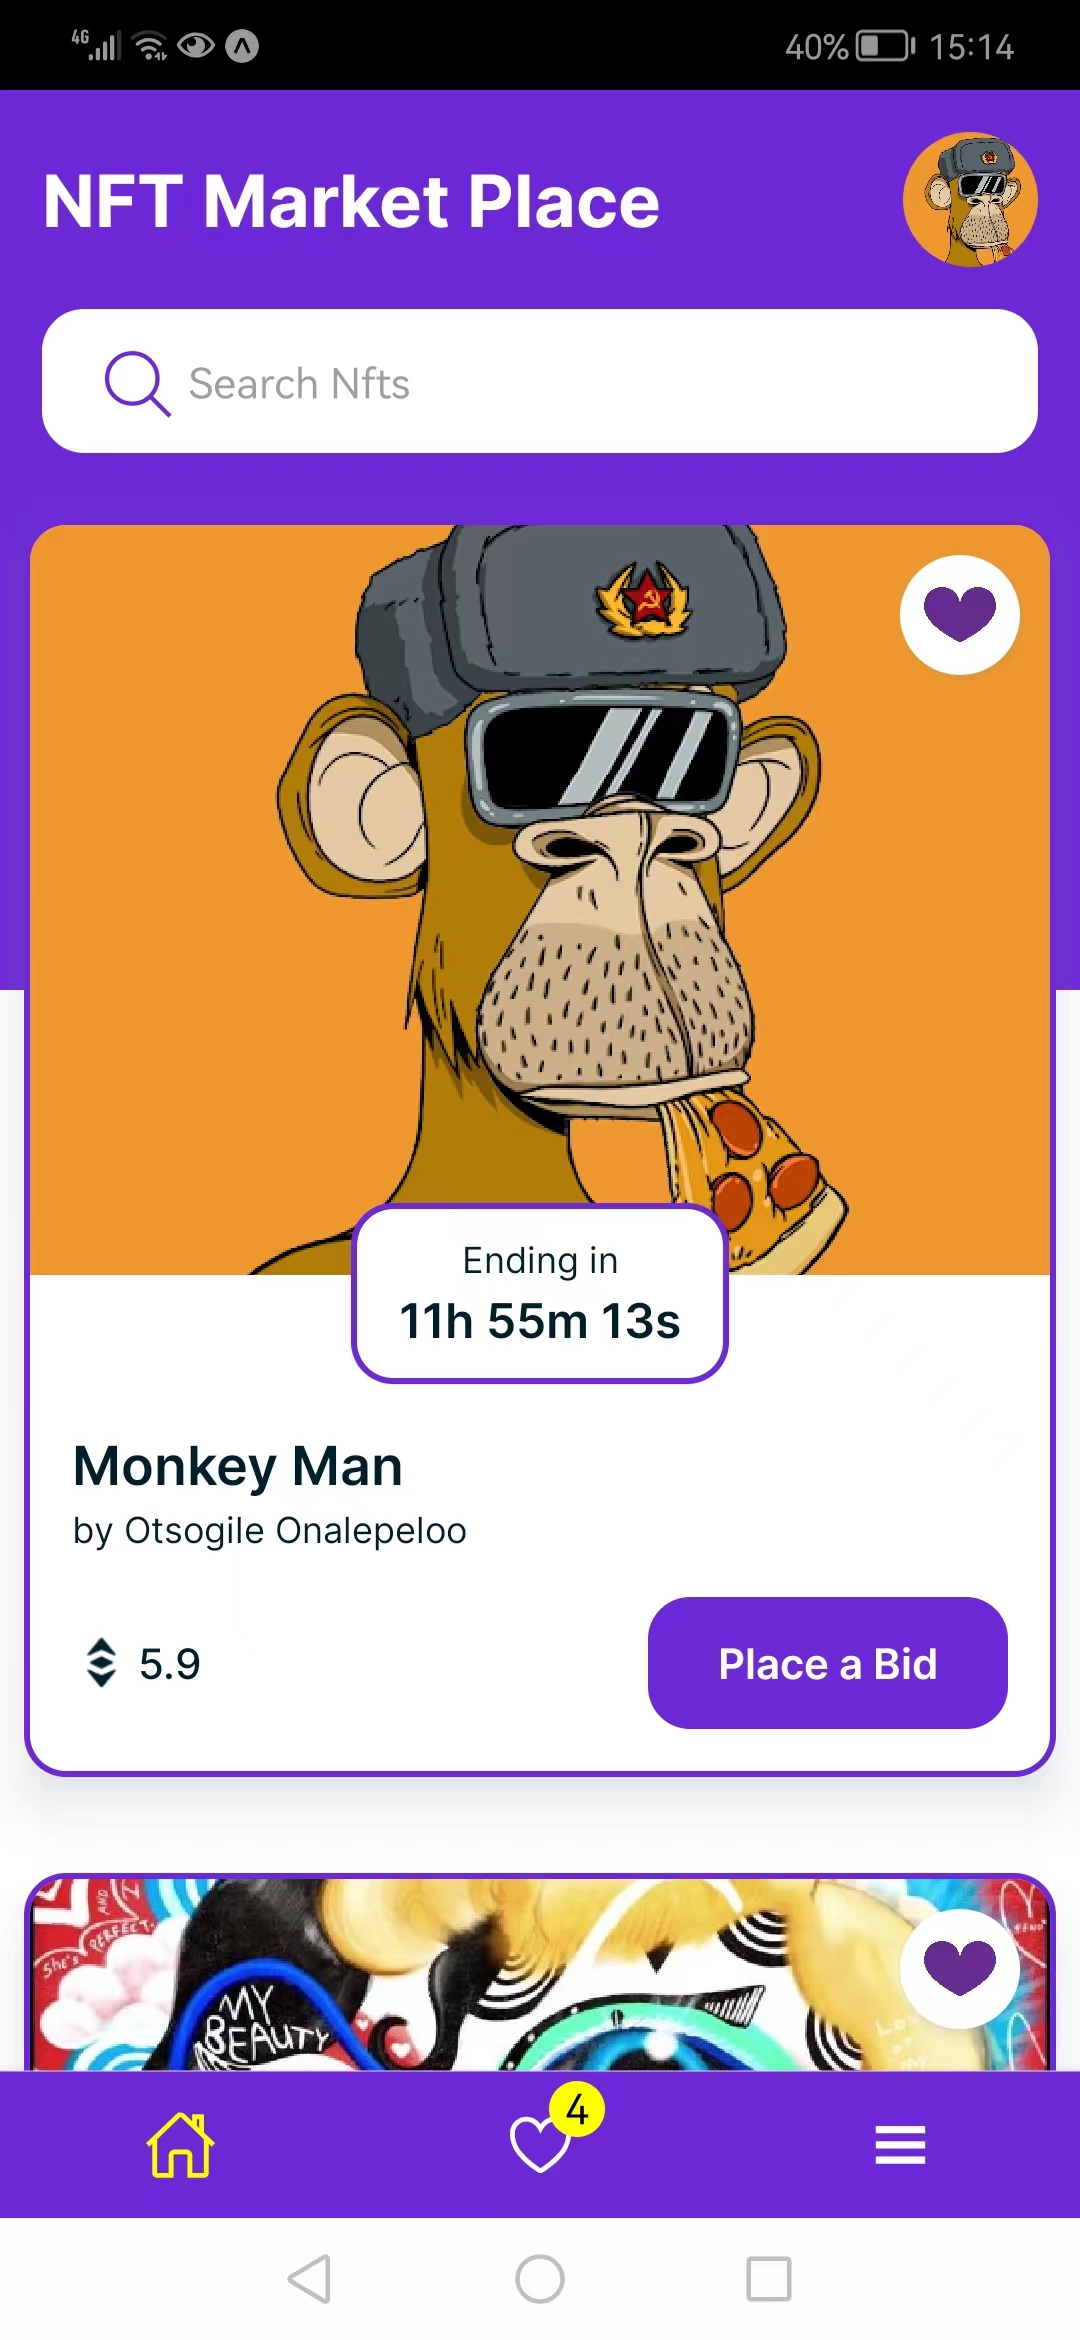 4G 40% 15:14
NFT Market Place
Search Nfts
Ending in
11h 55m 13s
Monkey Man
by Otsogile Onalepeloo
5.9
Place a Bid
AND
She's PERFECT.
MY
BEAUTY
4